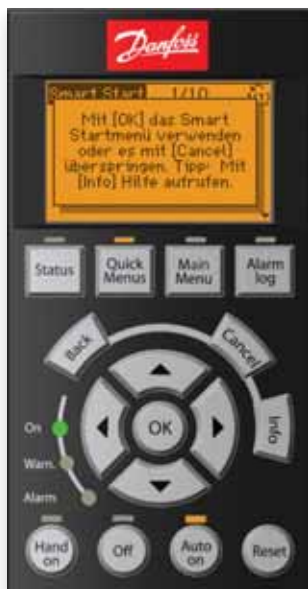 Danfoss
Smart Start 1/10
Mit [OK] das Smart
Startmenü verwenden
oder es mit [Cancel]
überspringen. Tipp: Mit
[Info] Hilfe aufrufen.
Status
Quick
Menus
Main
Menu
Alarm
log
Back
Cancel
Info
OK
On
Warn.
Alarm
Hand
on
Off
Auto
on
Reset